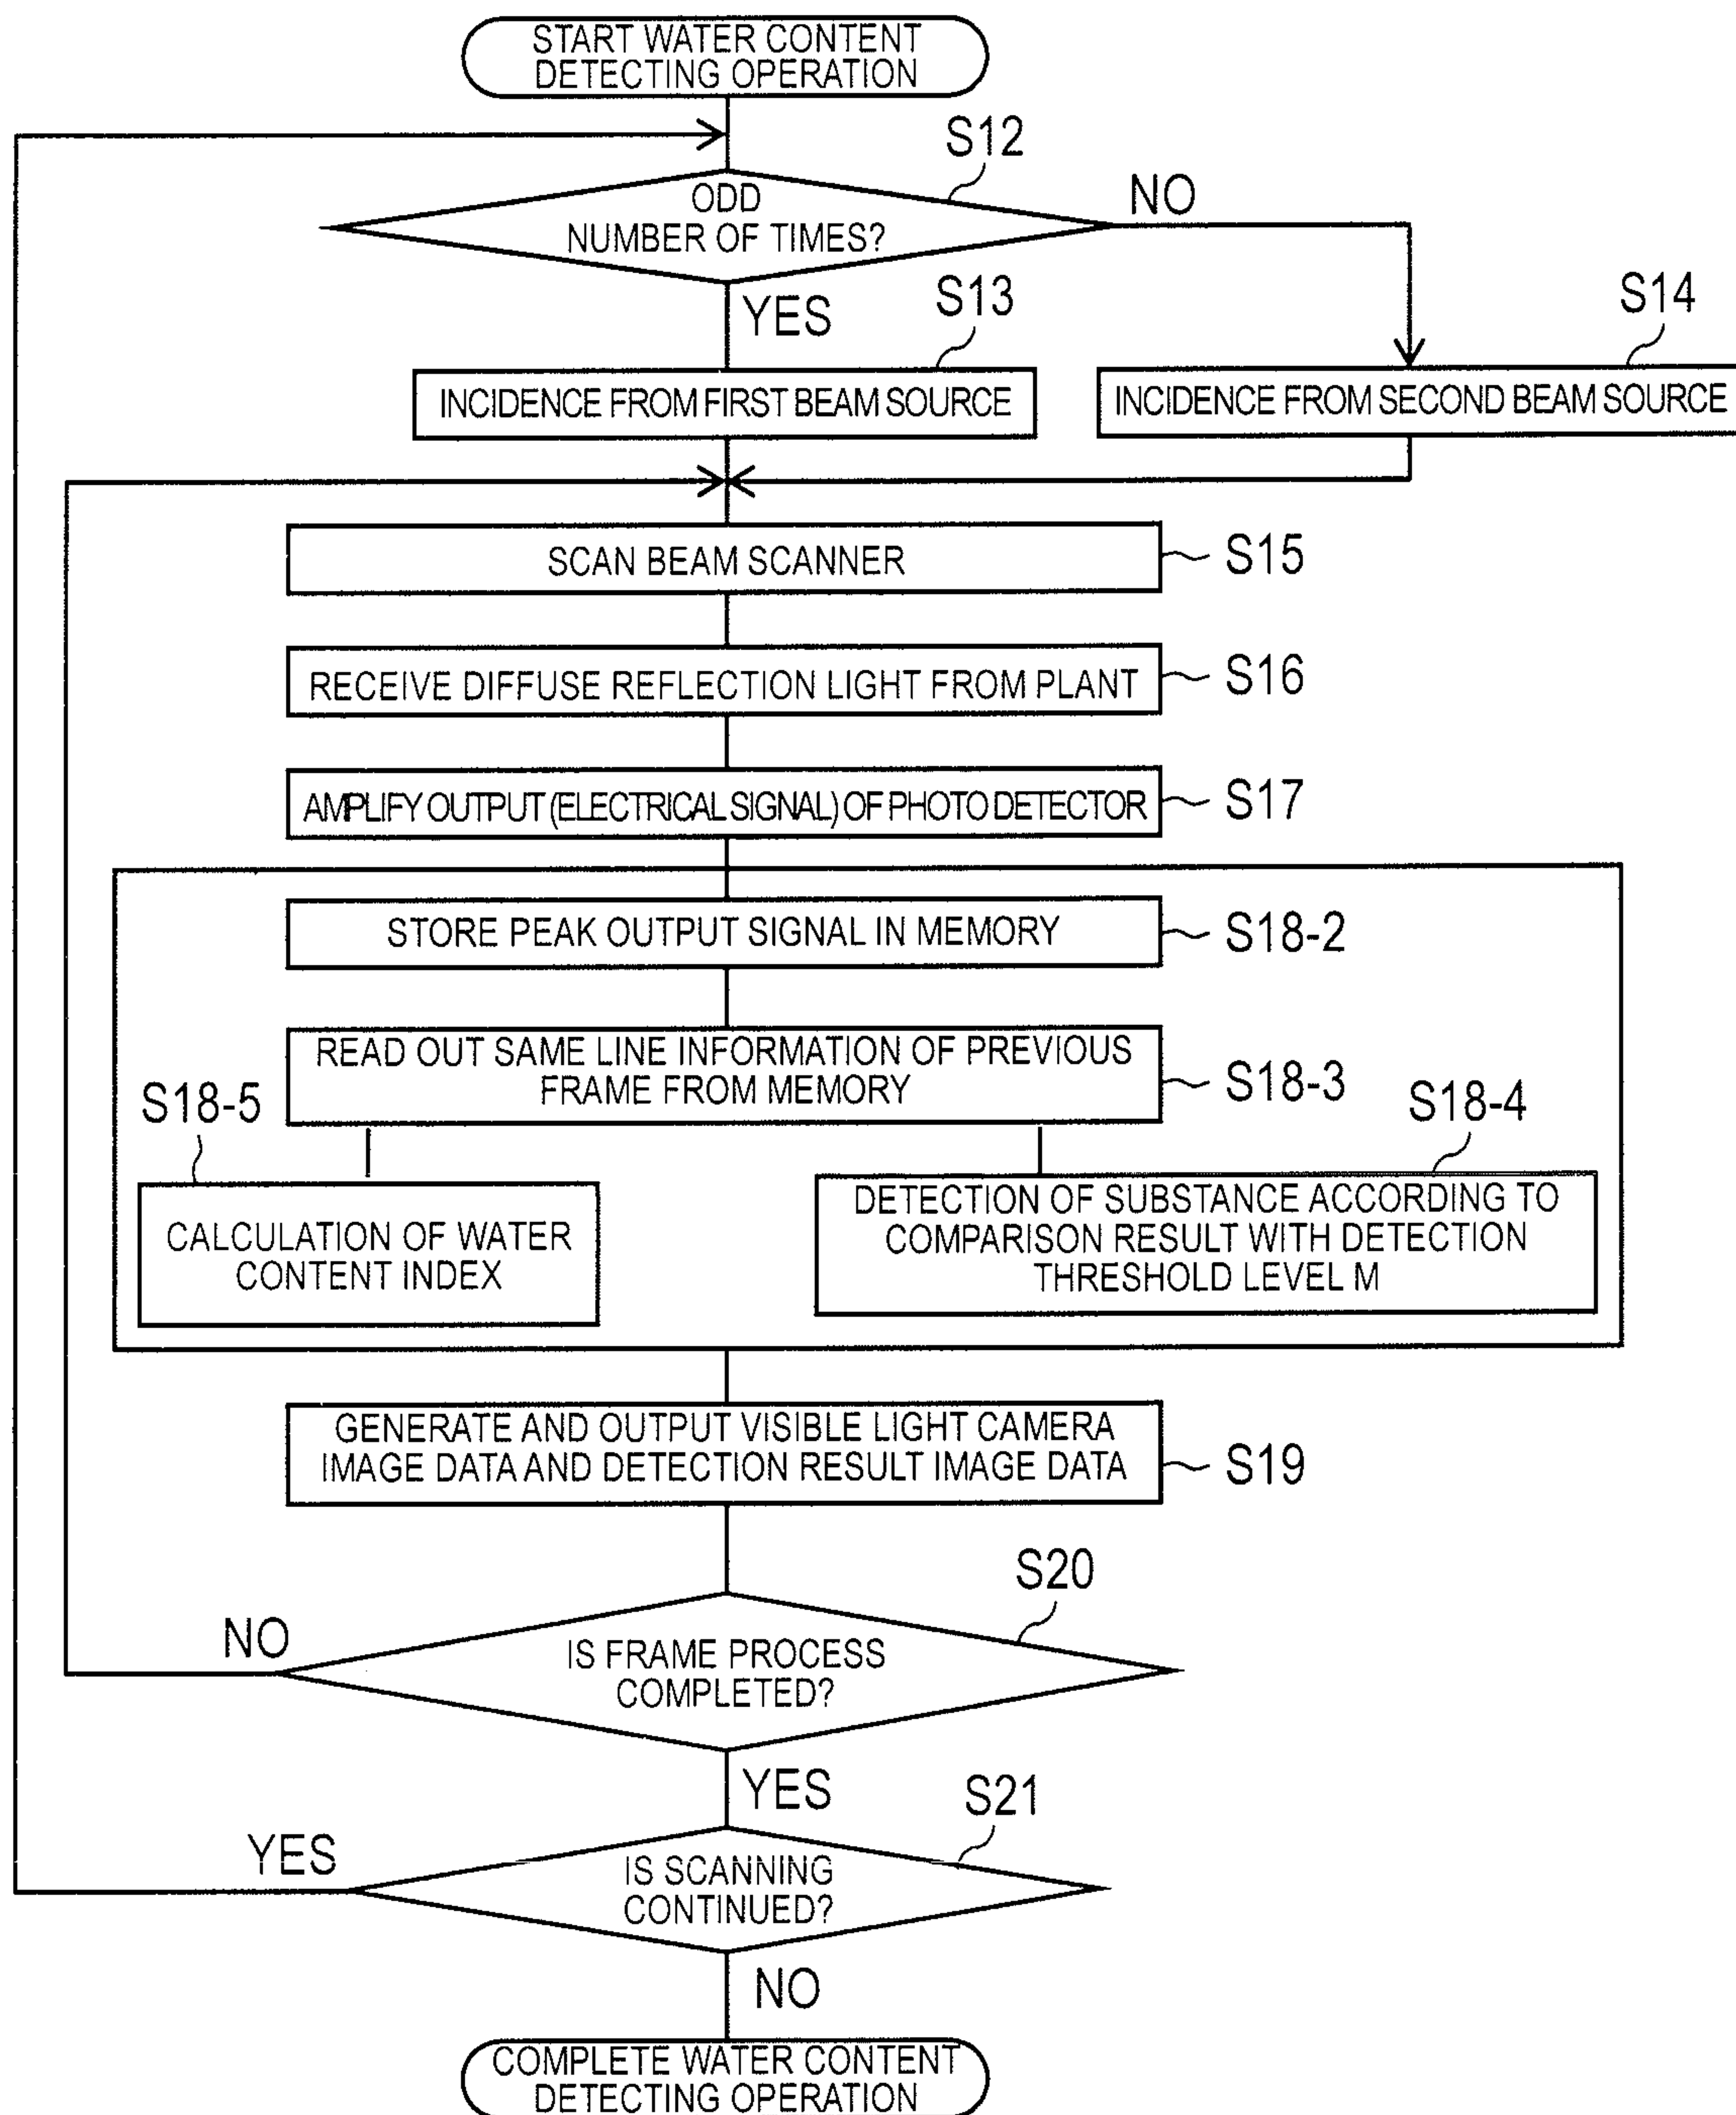 START WATER CONTENT
DETECTING OPERATION
S12
ODD
NUMBER OF TIMES?
NO
YES
S13
S14
INCIDENCE FROM FIRST BEAM SOURCE
INCIDENCE FROM SECOND BEAM SOURCE
SCAN BEAM SCANNER
S15
RECEIVE DIFFUSE REFLECTION LIGHT FROM PLANT
S16
AMPLIFY OUTPUT (ELECTRICAL SIGNAL) OF PHOTO DETECTOR
S17
STORE PEAK OUTPUT SIGNAL IN MEMORY
S18-2
READ OUT SAME LINE INFORMATION OF PREVIOUS
FRAME FROM MEMORY
S18-3
S18-5
S18-4
CALCULATION OF WATER
CONTENT INDEX
DETECTION OF SUBSTANCE ACCORDING TO
COMPARISON RESULT WITH DETECTION
THRESHOLD LEVEL M
GENERATE AND OUTPUT VISIBLE LIGHT CAMERA
IMAGE DATA AND DETECTION RESULT IMAGE DATA
S19
S20
NO
IS FRAME PROCESS
COMPLETED?
YES
S21
YES
IS SCANNING
CONTINUED?
NO
COMPLETE WATER CONTENT
DETECTING OPERATION